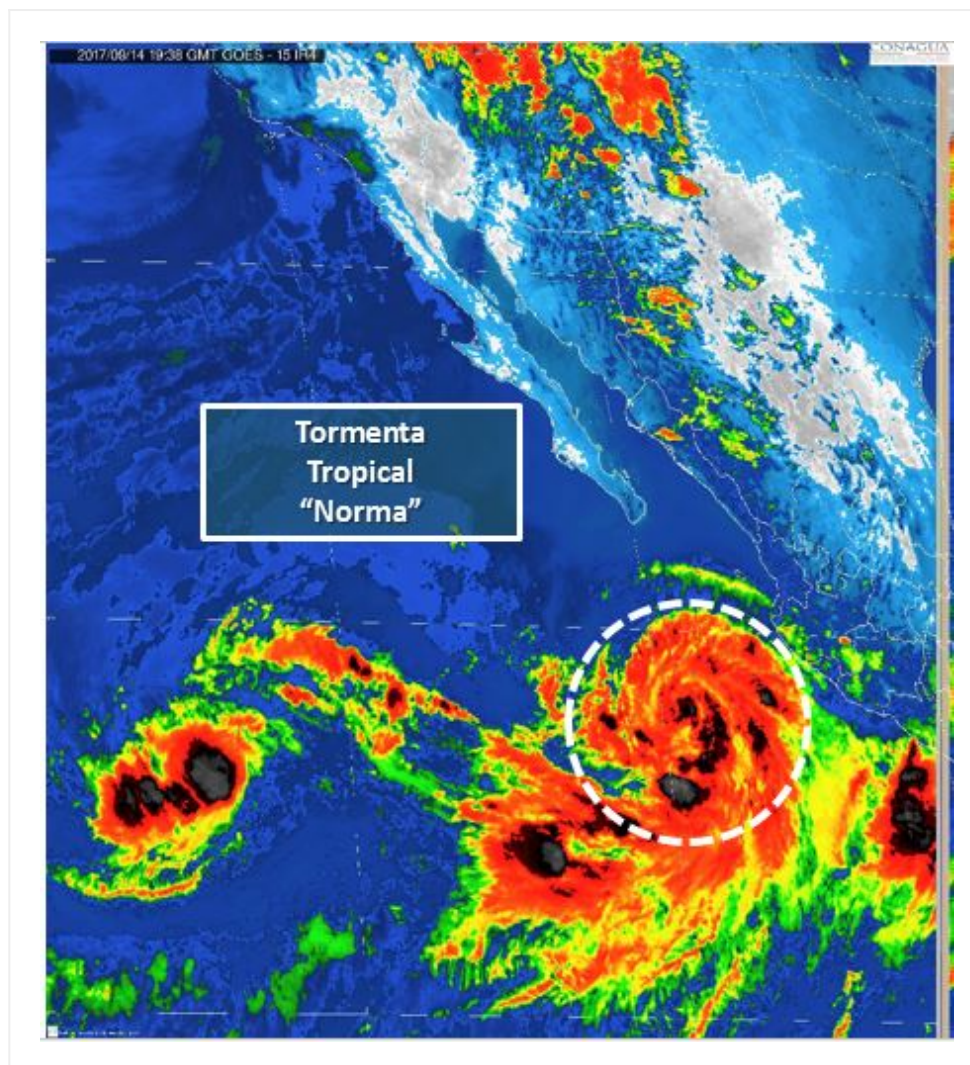 2017/09/14 19:38 GMT GOES - 15 IR4
CONAGUA
Tormenta
Tropical
“Norma”